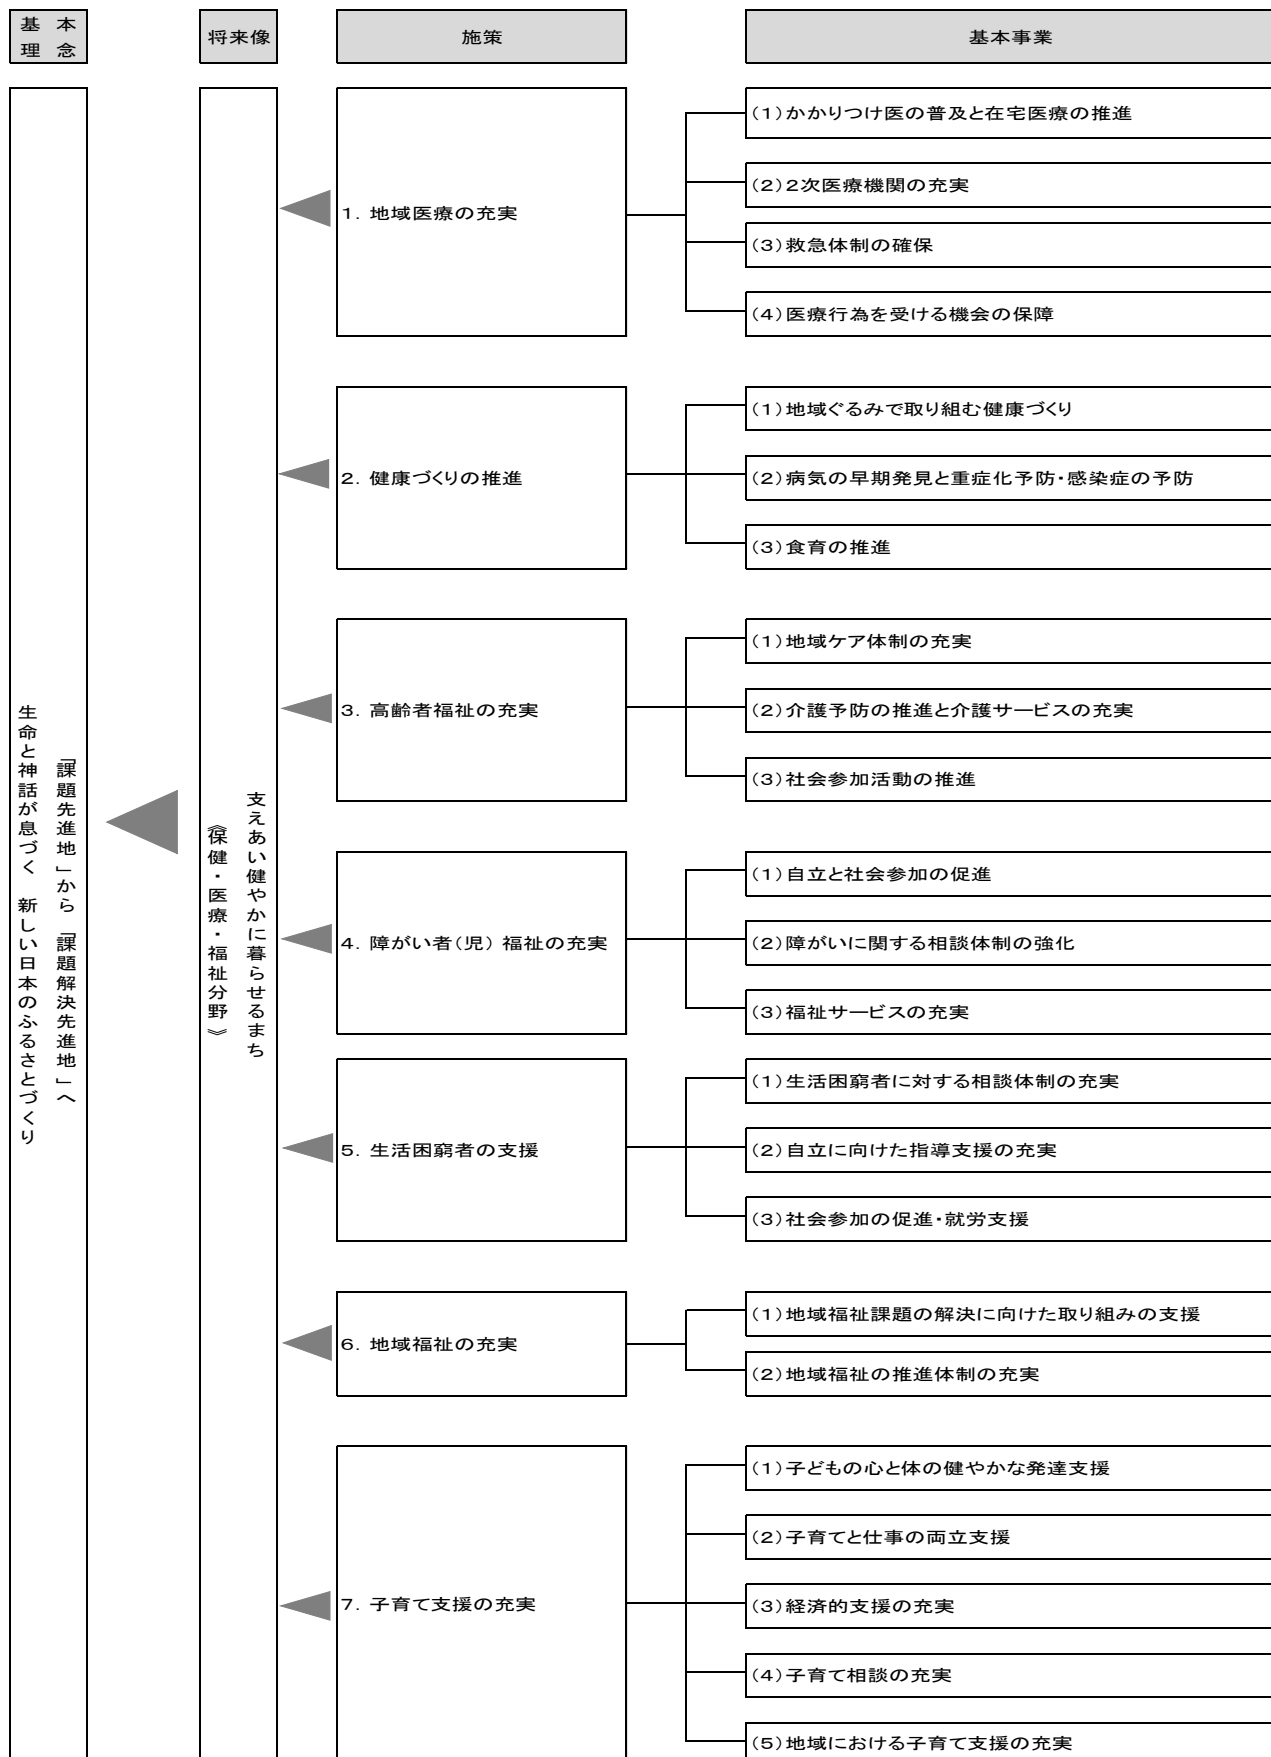 基本
理念
将来像
施策
基本事業
「課題先進地」から「課題解決先進地」へ
生命と神話が息づく 新しい日本のふるさとづくり
支えあい健やかに暮らせるまち
《保健・医療・福祉分野》
1. 地域医療の充実
(1)かかりつけ医の普及と在宅医療の推進
(2)2次医療機関の充実
(3)救急体制の確保
(4)医療行為を受ける機会の保障
2. 健康づくりの推進
(1)地域ぐるみで取り組む健康づくり
(2)病気の早期発見と重症化予防・感染症の予防
(3)食育の推進
3. 高齢者福祉の充実
(1)地域ケア体制の充実
(2)介護予防の推進と介護サービスの充実
(3)社会参加活動の推進
4. 障がい者(児) 福祉の充実
(1)自立と社会参加の促進
(2)障がいに関する相談体制の強化
(3)福祉サービスの充実
5. 生活困窮者の支援
(1)生活困窮者に対する相談体制の充実
(2)自立に向けた指導支援の充実
(3)社会参加の促進・就労支援
6. 地域福祉の充実
(1)地域福祉課題の解決に向けた取り組みの支援
(2)地域福祉の推進体制の充実
7. 子育て支援の充実
(1)子どもの心と体の健やかな発達支援
(2)子育てと仕事の両立支援
(3)経済的支援の充実
(4)子育て相談の充実
(5)地域における子育て支援の充実